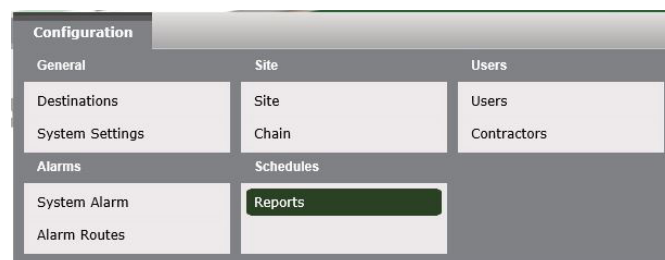 Configuration
General
Site
Users
Destinations
Site
Users
System Settings
Chain
Contractors
Alarms
Schedules
System Alarm
Reports
Alarm Routes